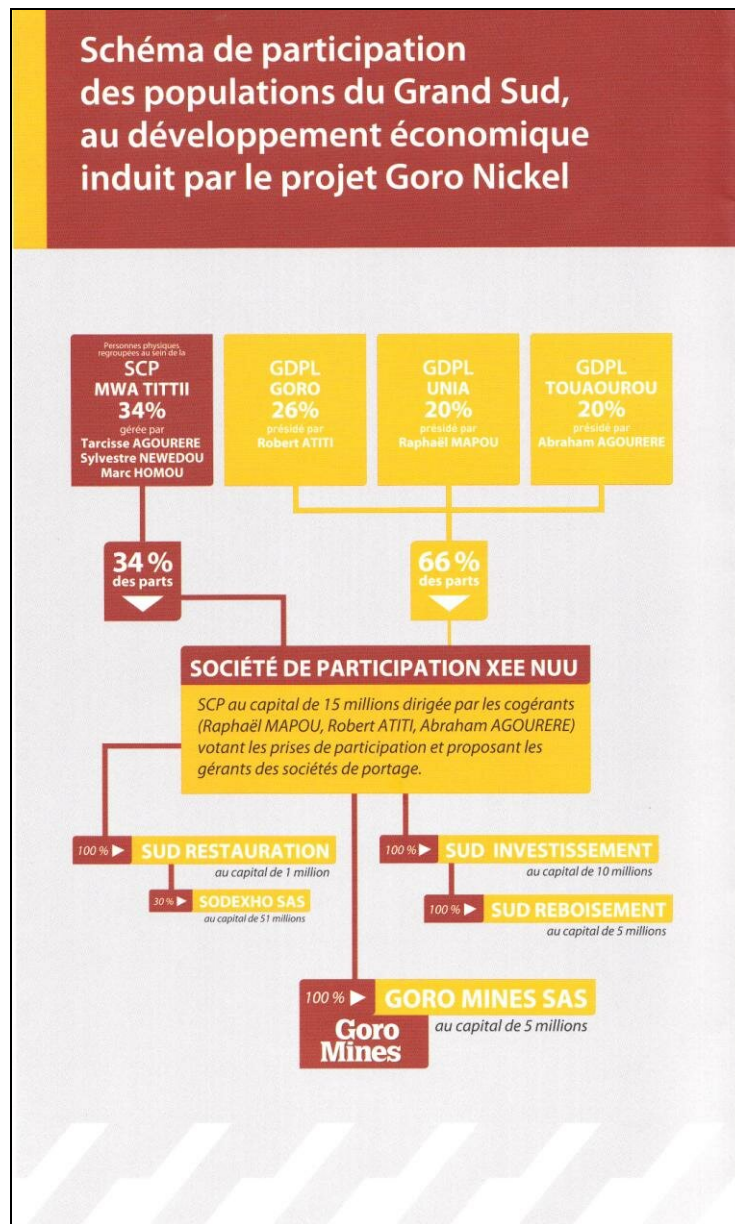 Schéma de participation
des populations du Grand Sud,
au développement économique
induit par le projet Goro Nickel
Personnes physiques
regroupées au sein de la
SCP
MWA TITTII
34%
gérée par
Tarcisse AGOURERE
Sylvestre NEWEDOU
Marc HOMOU
GDPL
GORO
26%
présidé par
Robert ATITI
GDPL
UNIA
20%
présidé par
Raphaël MAPOU
GDPL
TOUAOUROU
20%
présidé par
Abraham AGOURERE
34%
des parts
66%
des parts
SOCIÉTÉ DE PARTICIPATION XEE NUU
SCP au capital de 15 millions dirigée par les cogérants
(Raphaël MAPOU, Robert ATITI, Abraham AGOURERE)
votant les prises de participation et proposant les
gérants des sociétés de portage.
100 % SUD RESTAURATION
au capital de 1 million
30 % SODEXHO SAS
au capital de 51 millions
100 % SUD INVESTISSEMENT
au capital de 10 millions
100 % SUD REBOISEMENT
au capital de 5 millions
100 % GORO MINES SAS
au capital de 5 millions
Goro
Mines